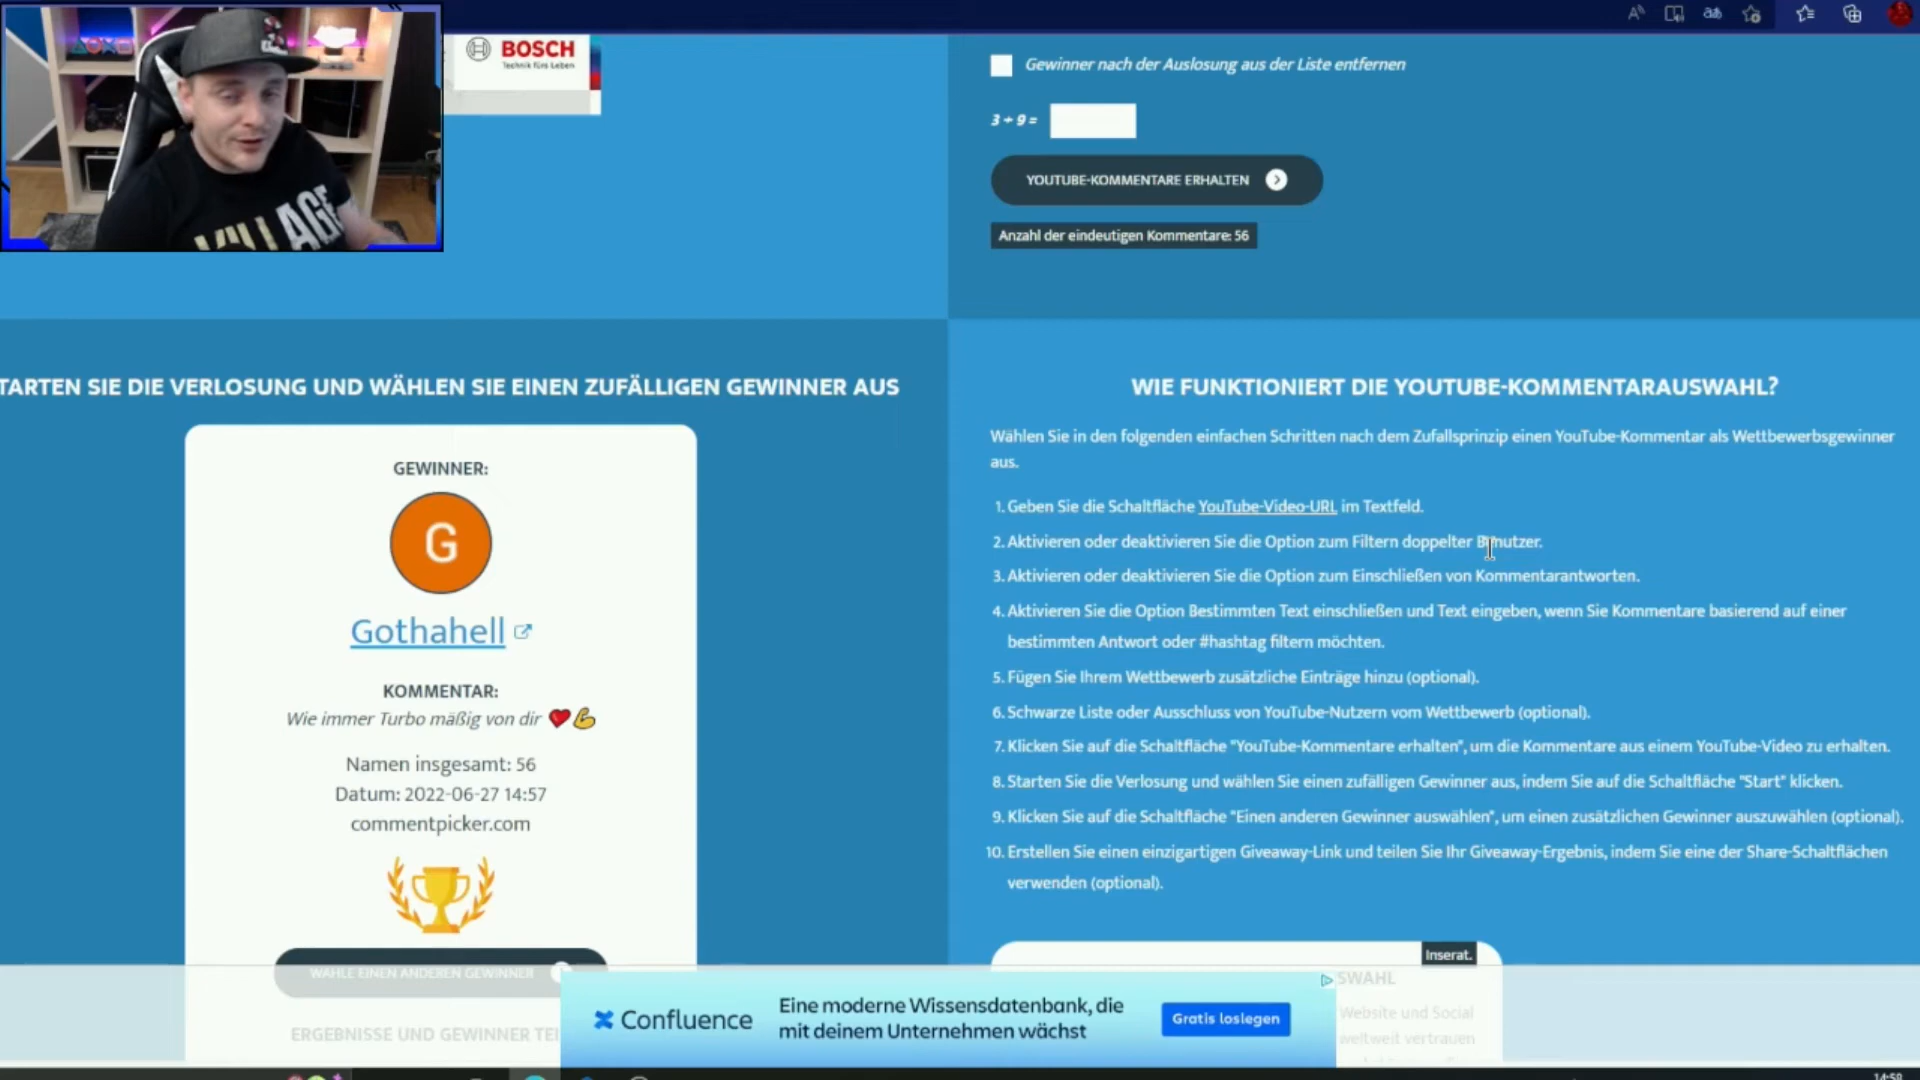 BOSCH
Technik fürs Leben
VILLAGE
Gewinner nach der Auslosung aus der Liste entfernen
3 + 9 =
YOUTUBE-KOMMENTARE ERHALTEN
Anzahl der eindeutigen Kommentare: 56
TARTEN SIE DIE VERLOSUNG UND WÄHLEN SIE EINEN ZUFÄLLIGEN GEWINNER AUS
GEWINNER:
G
Gothahell
KOMMENTAR:
Wie immer Turbo mäßig von dir ❤️💪
Namen insgesamt: 56
Datum: 2022-06-27 14:57
commentpicker.com
WÄHLE EINEN ANDEREN GEWINNER
ERGEBNISSE UND GEWINNER TEI
WIE FUNKTIONIERT DIE YOUTUBE-KOMMENTARAUSWAHL?
Wählen Sie in den folgenden einfachen Schritten nach dem Zufallsprinzip einen YouTube-Kommentar als Wettbewerbsgewinner
aus.
1. Geben Sie die Schaltfläche YouTube-Video-URL im Textfeld.
2. Aktivieren oder deaktivieren Sie die Option zum Filtern doppelter Benutzer.
3. Aktivieren oder deaktivieren Sie die Option zum Einschließen von Kommentarantworten.
4. Aktivieren Sie die Option Bestimmten Text einschließen und Text eingeben, wenn Sie Kommentare basierend auf einer
bestimmten Antwort oder #hashtag filtern möchten.
5. Fügen Sie Ihrem Wettbewerb zusätzliche Einträge hinzu (optional).
6. Schwarze Liste oder Ausschluss von YouTube-Nutzern vom Wettbewerb (optional).
7. Klicken Sie auf die Schaltfläche "YouTube-Kommentare erhalten", um die Kommentare aus einem YouTube-Video zu erhalten.
8. Starten Sie die Verlosung und wählen Sie einen zufälligen Gewinner aus, indem Sie auf die Schaltfläche "Start" klicken.
9. Klicken Sie auf die Schaltfläche "Einen anderen Gewinner auswählen", um einen zusätzlichen Gewinner auszuwählen (optional).
10. Erstellen Sie einen einzigartigen Giveaway-Link und teilen Sie Ihr Giveaway-Ergebnis, indem Sie eine der Share-Schaltflächen
verwenden (optional).
Inserat.
SWAHL
Website und Social
weltweit vertrauen
Confluence
Eine moderne Wissensdatenbank, die
mit deinem Unternehmen wächst
Gratis loslegen
14:58